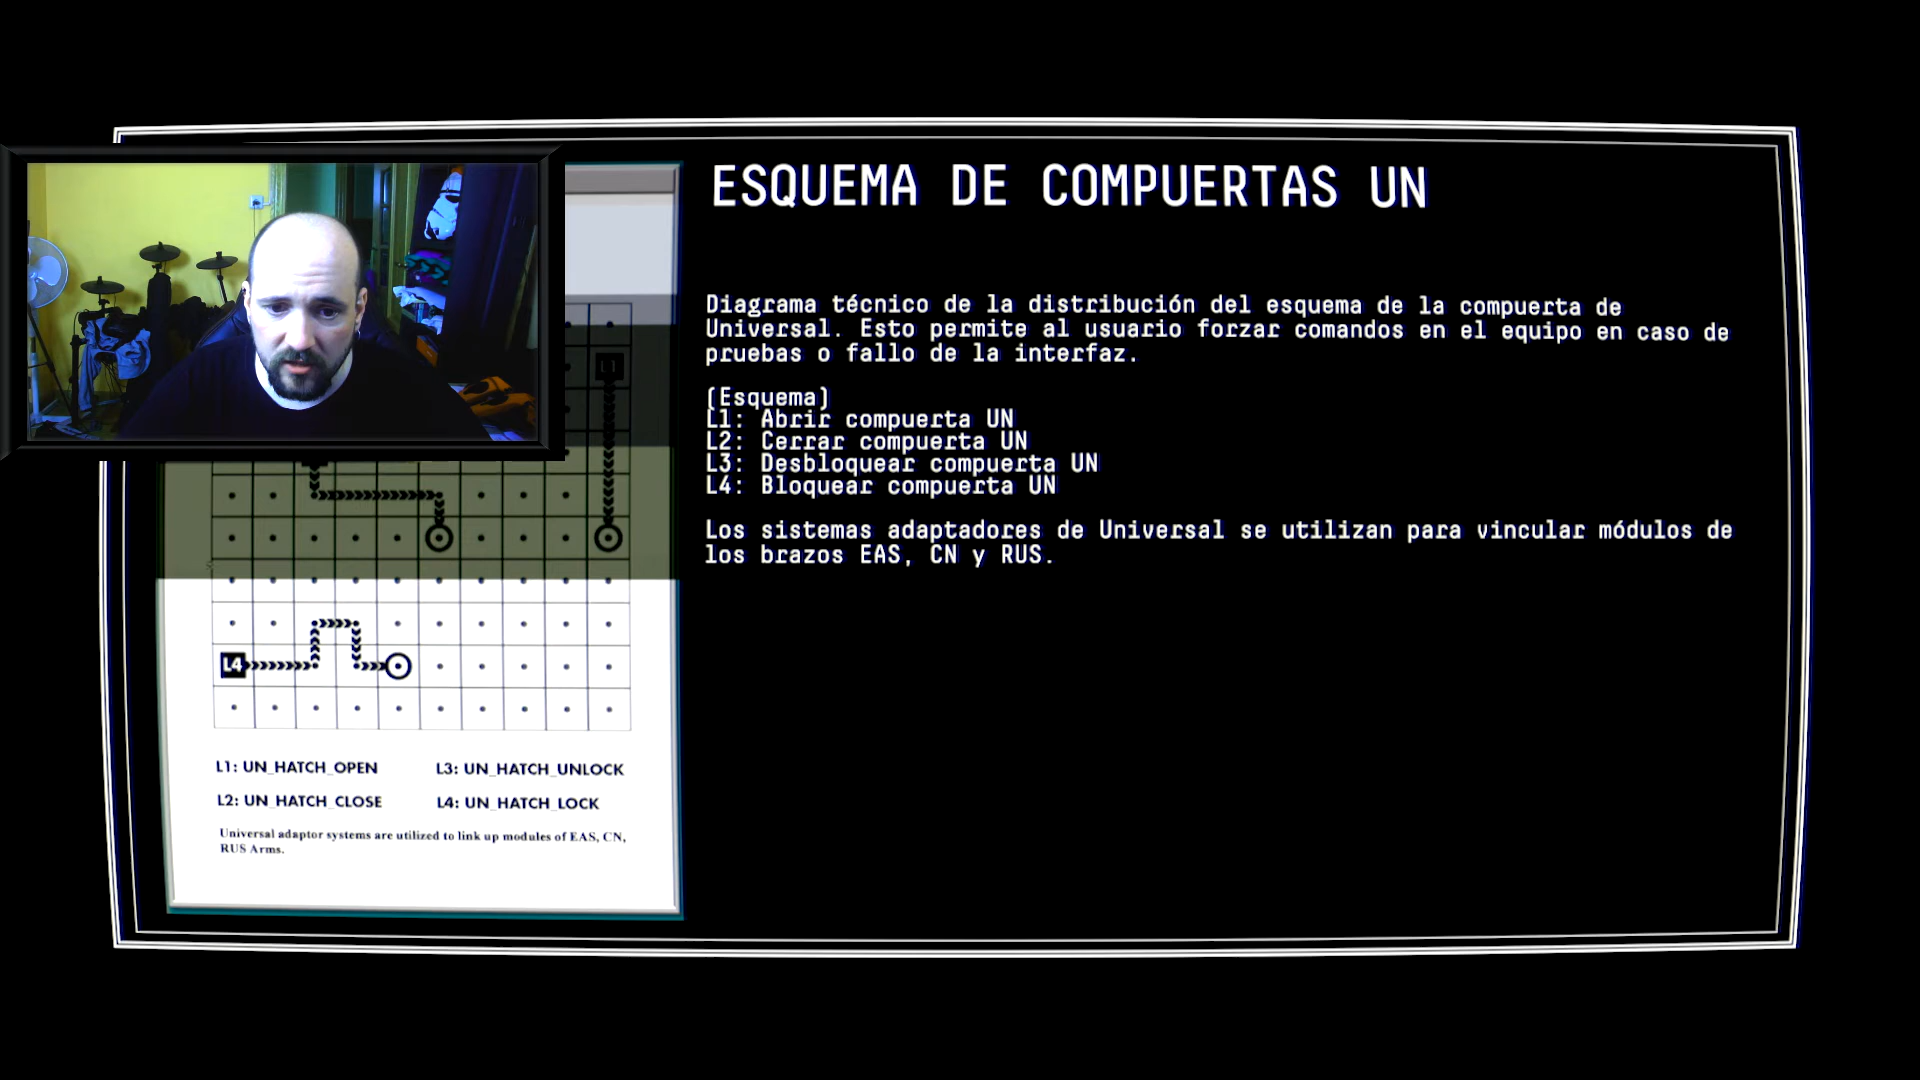 ESQUEMA DE COMPUERTAS UN
Diagrama técnico de la distribución del esquema de la compuerta de
Universal. Esto permite al usuario forzar comandos en el equipo en caso de
pruebas o fallo de la interfaz.
(Esquema)
L1: Abrir compuerta UN
L2: Cerrar compuerta UN
L3: Desbloquear compuerta UN
L4: Bloquear compuerta UN
Los sistemas adaptadores de Universal se utilizan para vincular módulos de
los brazos EAS, CN y RUS.
L4
L1: UN_HATCH_OPEN
L3: UN_HATCH_UNLOCK
L2: UN_HATCH_CLOSE
L4: UN_HATCH_LOCK
Universal adaptor systems are utilized to link up modules of EAS, CN,
RUS Arms.